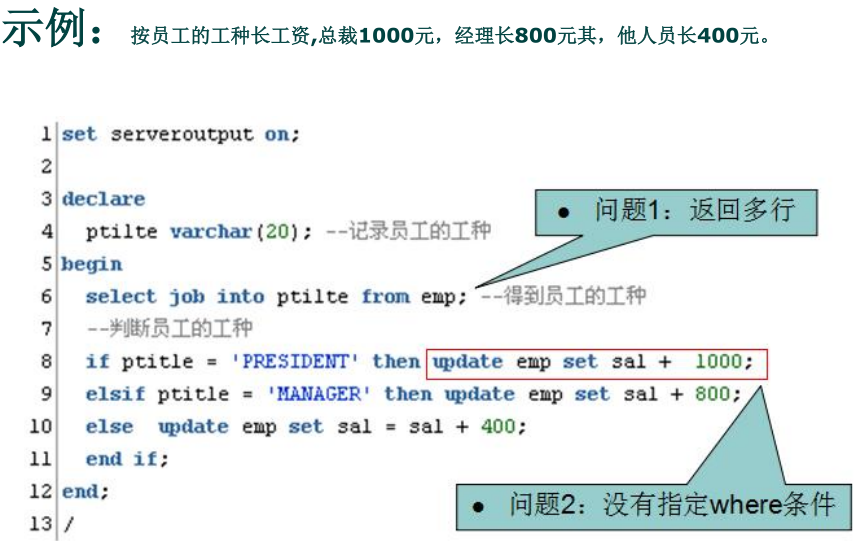 示例：按员工的工种长工资,总裁1000元，经理长800元其，他人员长400元。
1 set serveroutput on;
2
3 declare
4 ptilte varchar(20); --记录员工的工种
● 问题1：返回多行
5 begin
6 select job into ptilte from emp; --得到员工的工种
7 --判断员工的工种
8 if ptitle = 'PRESIDENT' then update emp set sal + 1000;
9 elsif ptitle = 'MANAGER' then update emp set sal + 800;
10 else update emp set sal = sal + 400;
11 end if;
12 end;
● 问题2：没有指定where条件
13 /